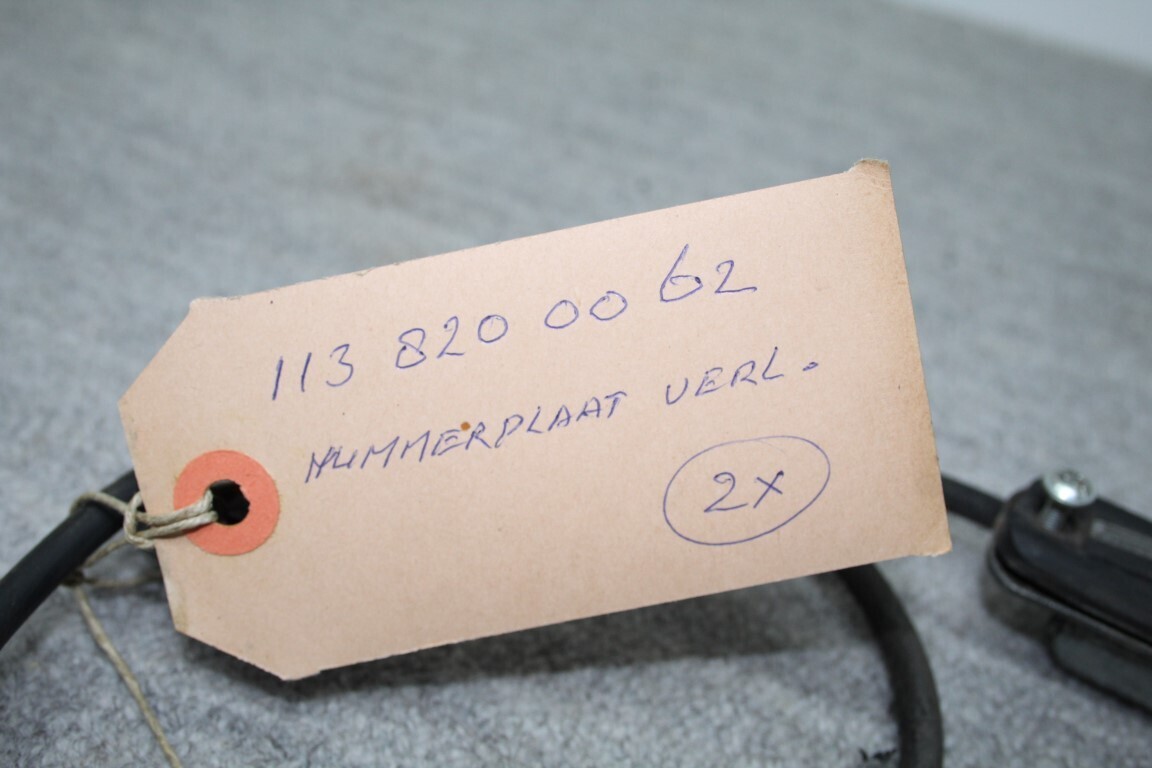 113 820 00 62
NUMMERPLAAT VERL.
2x